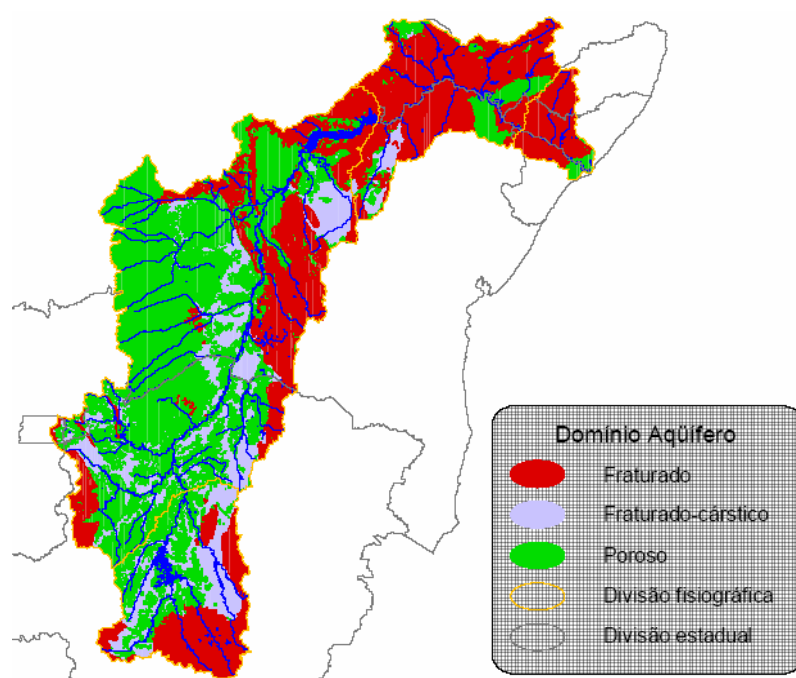 Domínio Aqüífero
Fraturado
Fraturado-cárstico
Poroso
Divisão fisiográfica
Divisão estadual